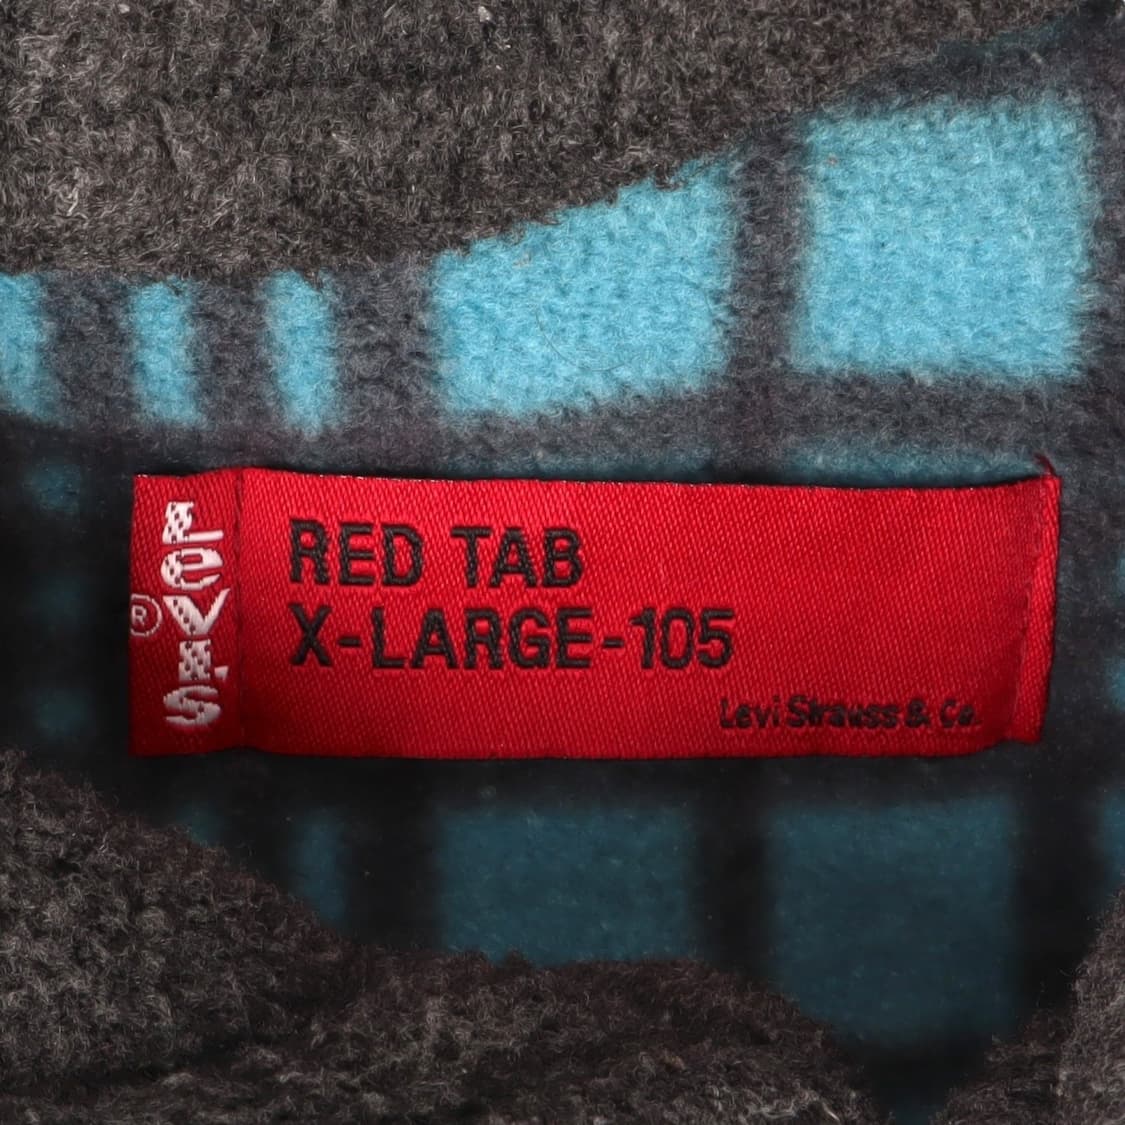 LEVI'S
®
RED TAB
X-LARGE-105
Levi Strauss & Co.